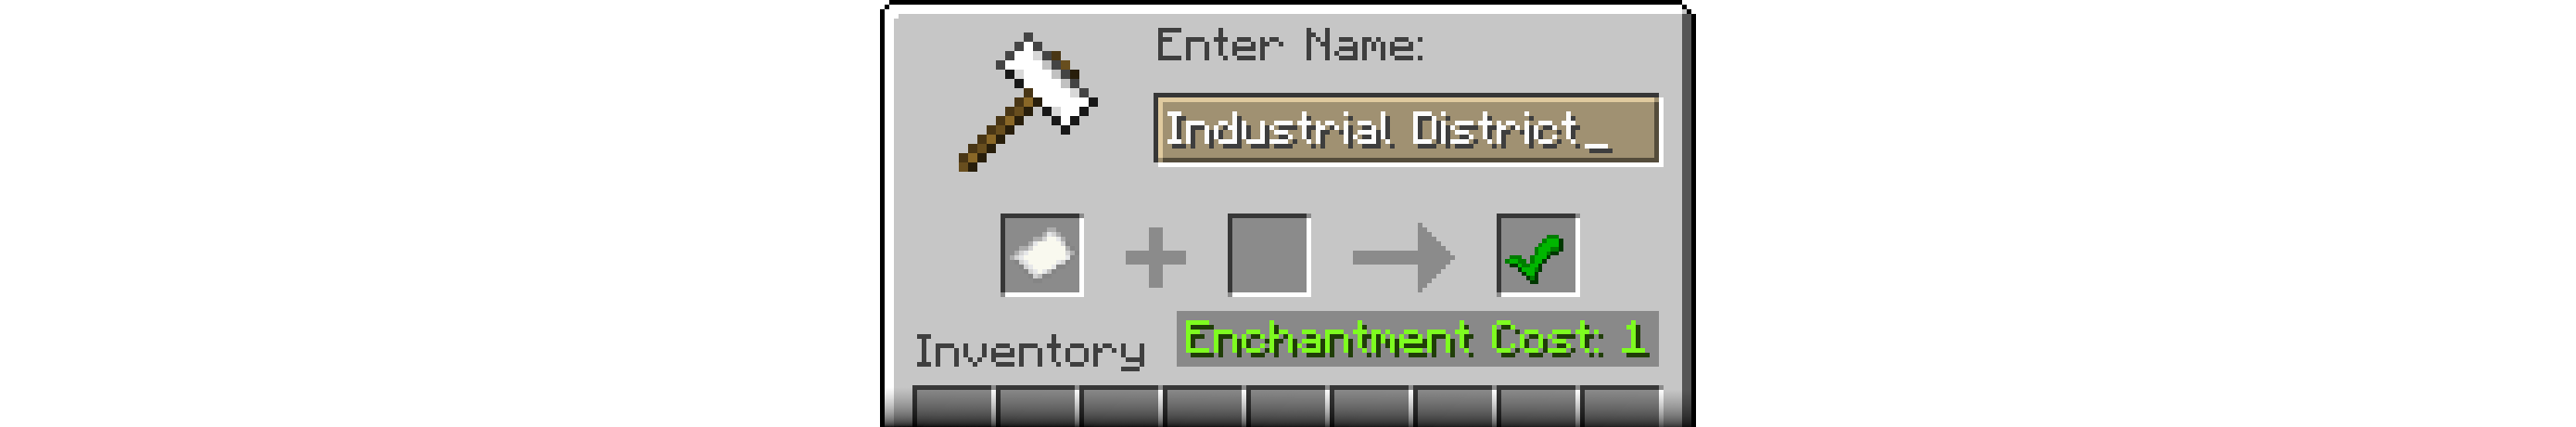 Enter Name:
Industrial District_
Enchantment Cost: 1
Inventory